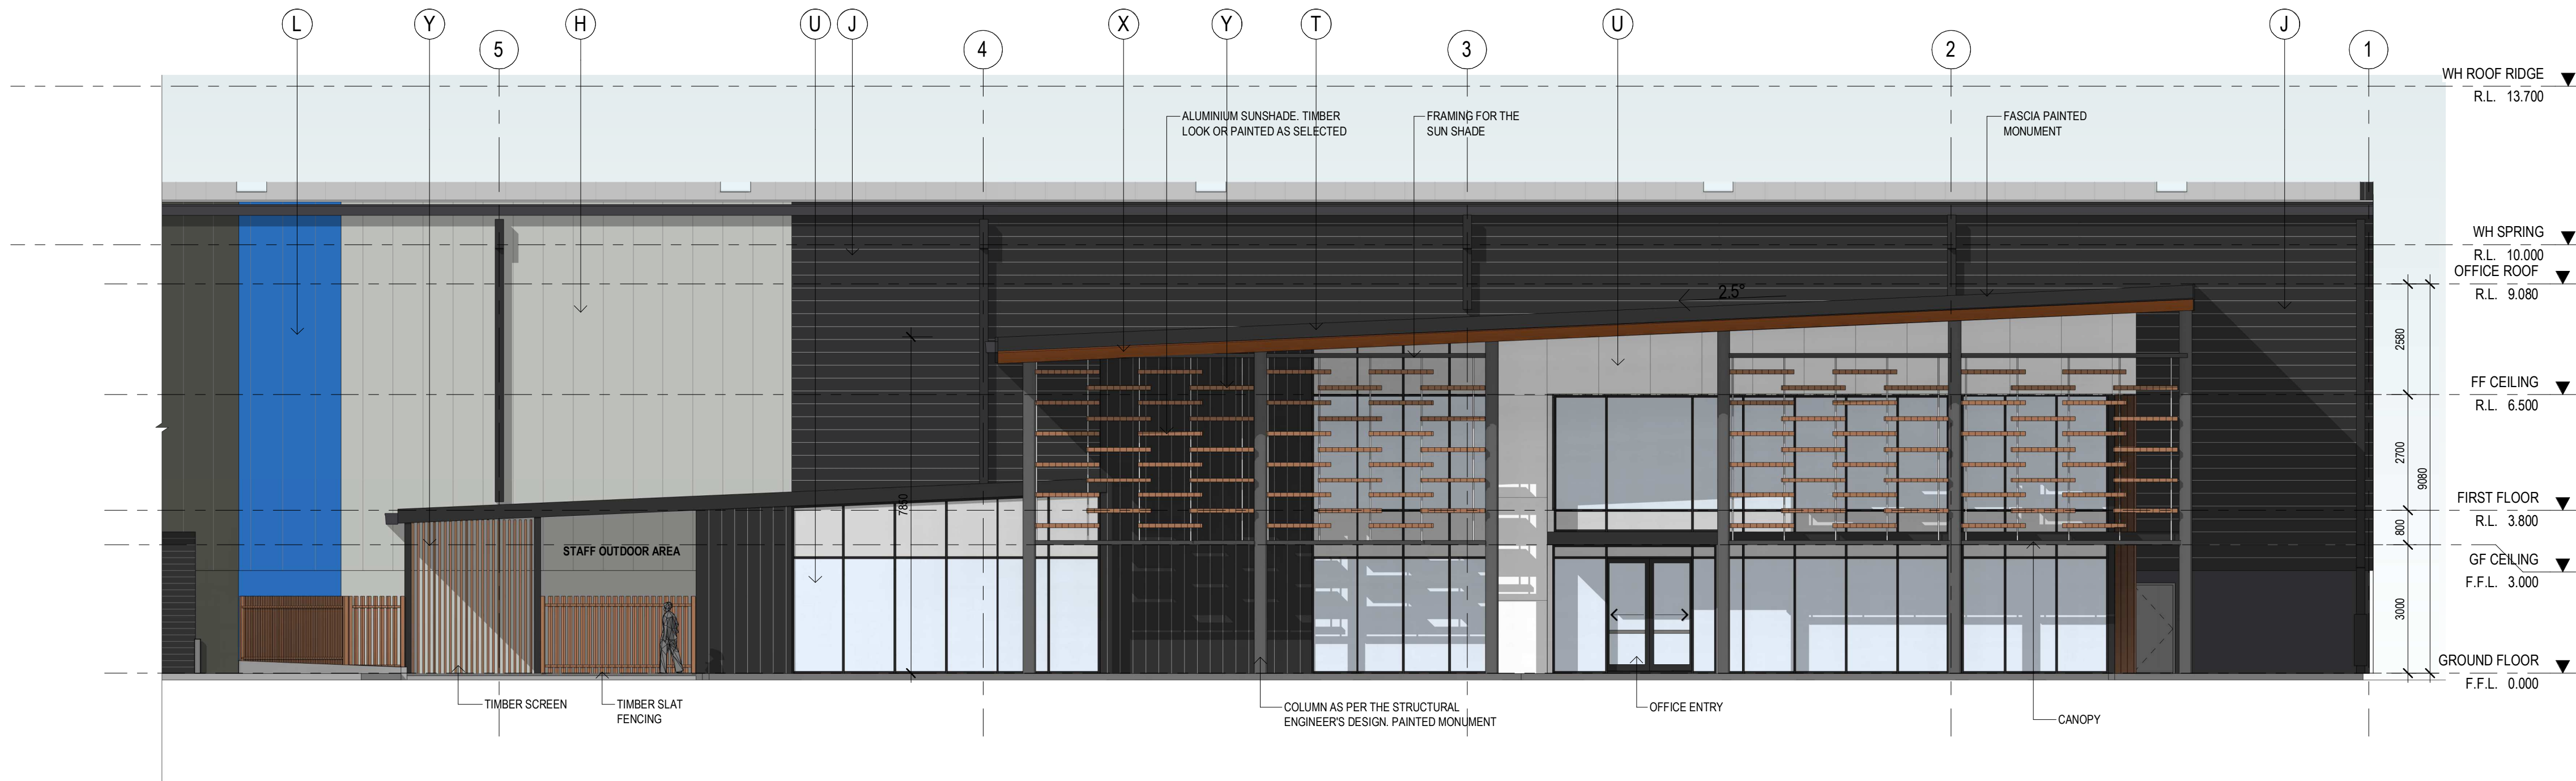 L
Y
H
U
J
X
Y
T
U
J
5
4
3
2
1
WH ROOF RIDGE
R.L. 13.700
ALUMINIUM SUNSHADE. TIMBER
LOOK OR PAINTED AS SELECTED
FRAMING FOR THE
SUN SHADE
FASCIA PAINTED
MONUMENT
WH SPRING
R.L. 10.000
OFFICE ROOF
R.L. 9.080
2.5°
2580
FF CEILING
R.L. 6.500
2700
9080
7850
FIRST FLOOR
R.L. 3.800
800
STAFF OUTDOOR AREA
GF CEILING
F.F.L. 3.000
3000
GROUND FLOOR
F.F.L. 0.000
TIMBER SCREEN
TIMBER SLAT
FENCING
COLUMN AS PER THE STRUCTURAL
ENGINEER'S DESIGN. PAINTED MONUMENT
OFFICE ENTRY
CANOPY